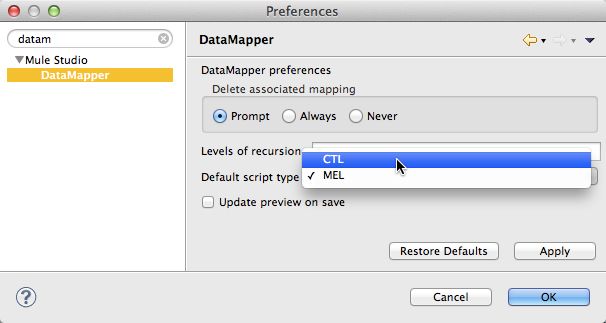 Preferences
datam
Mule Studio
DataMapper
DataMapper
DataMapper preferences
Delete associated mapping
Prompt Always Never
Levels of recursion
CTL
Default script type ✓ MEL
Update preview on save
Restore Defaults Apply
? Cancel OK